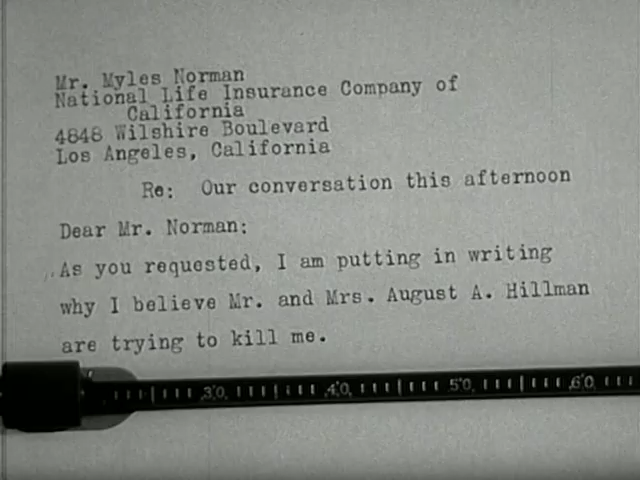 Mr. Myles Norman
National Life Insurance Company of
California
4848 Wilshire Boulevard
Los Angeles, California
Re: Our conversation this afternoon
Dear Mr. Norman:
As you requested, I am putting in writing
why I believe Mr. and Mrs. August A. Hillman
are trying to kill me.
30 40 50 60